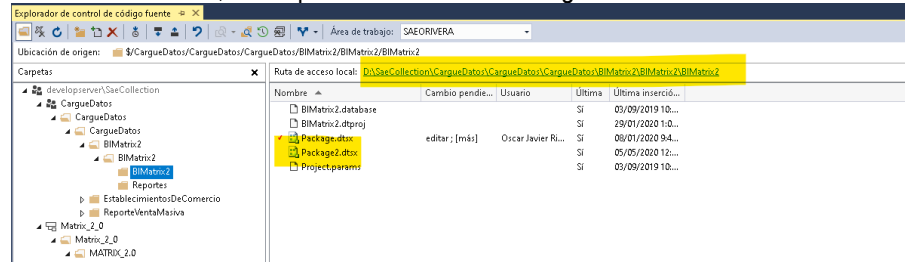 Explorador de control de código fuente
Área de trabajo: SAEORIVERA
Ubicación de origen: $/CargueDatos/CargueDatos/CargueDatos/BIMatrix2/BIMatrix2/BIMatrix2
Carpetas
Ruta de acceso local: D:\SaeCollection\CargueDatos\CargueDatos\CargueDatos\BIMatrix2\BIMatrix2\BIMatrix2
developserver\SaeCollection
CargueDatos
CargueDatos
CargueDatos
BIMatrix2
BIMatrix2
BIMatrix2
Reportes
EstablecimientosDeComercio
ReporteVentaMasiva
Matrix_2_0
Matrix_2_0
MATRIX_2.0
Nombre Cambio pendie... Usuario Última Última inserció...
BIMatrix2.database Sí 03/09/2019 10:...
BIMatrix2.dtproj Sí 29/01/2020 1:0...
Package.dtsx editar ; [más] Oscar Javier Ri... Sí 08/01/2020 9:4...
Package2.dtsx Sí 05/05/2020 12:...
Project.params Sí 03/09/2019 10:...